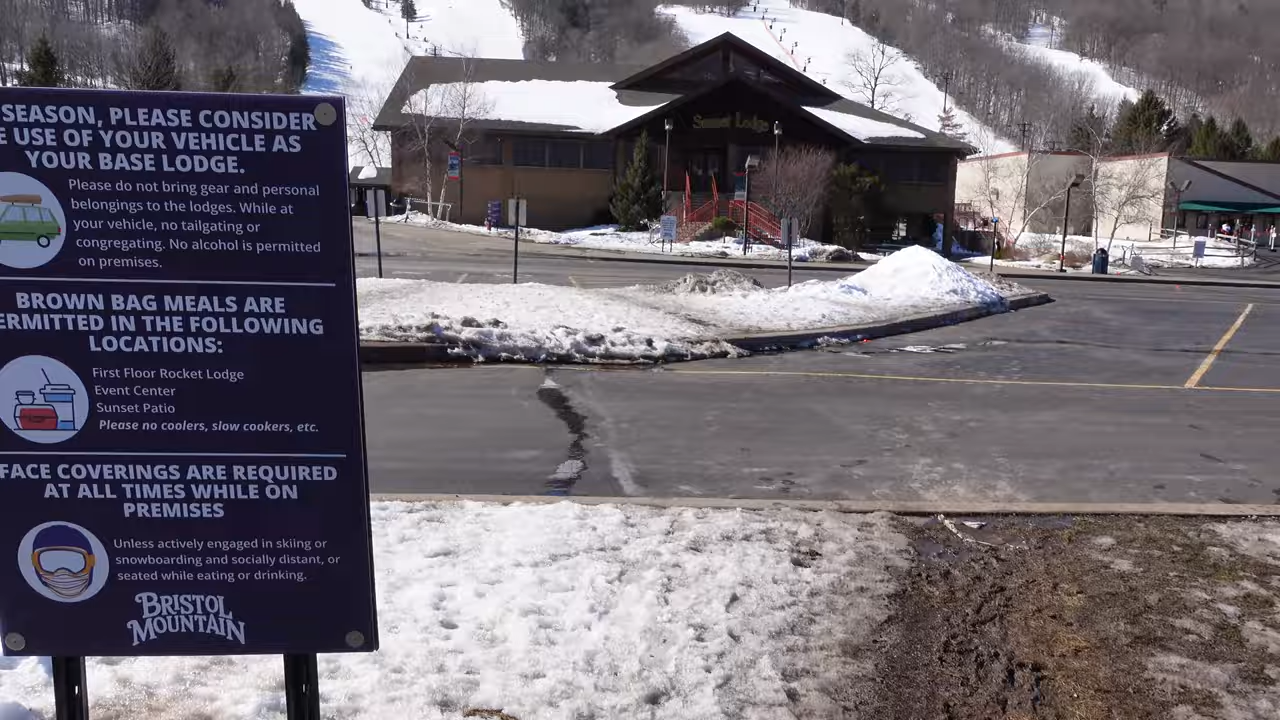 SEASON, PLEASE CONSIDER
E USE OF YOUR VEHICLE AS
YOUR BASE LODGE.
Please do not bring gear and personal
belongings to the lodges. While at
your vehicle, no tailgating or
congregating. No alcohol is permitted
on premises.
BROWN BAG MEALS ARE
ERMITTED IN THE FOLLOWING
LOCATIONS:
First Floor Rocket Lodge
Event Center
Sunset Patio
Please no coolers, slow cookers, etc.
FACE COVERINGS ARE REQUIRED
AT ALL TIMES WHILE ON
PREMISES
Unless actively engaged in skiing or
snowboarding and socially distant, or
seated while eating or drinking.
BRISTOL
MOUNTAIN
Sunset Lodge